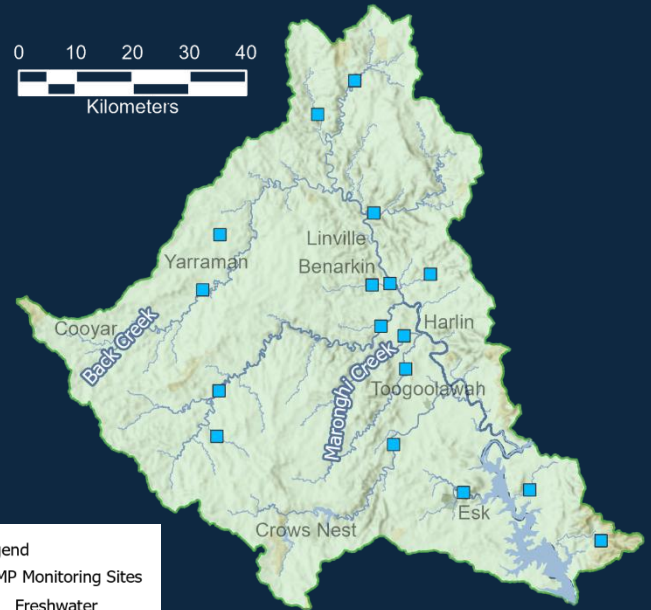 0 10 20 30 40
Kilometers
Linville
Yarraman
Benarkin
Cooyar
Back Creek
Harlin
Maronghi Creek
Toogoolawah
Esk
Crows Nest
gend
MP Monitoring Sites
Freshwater